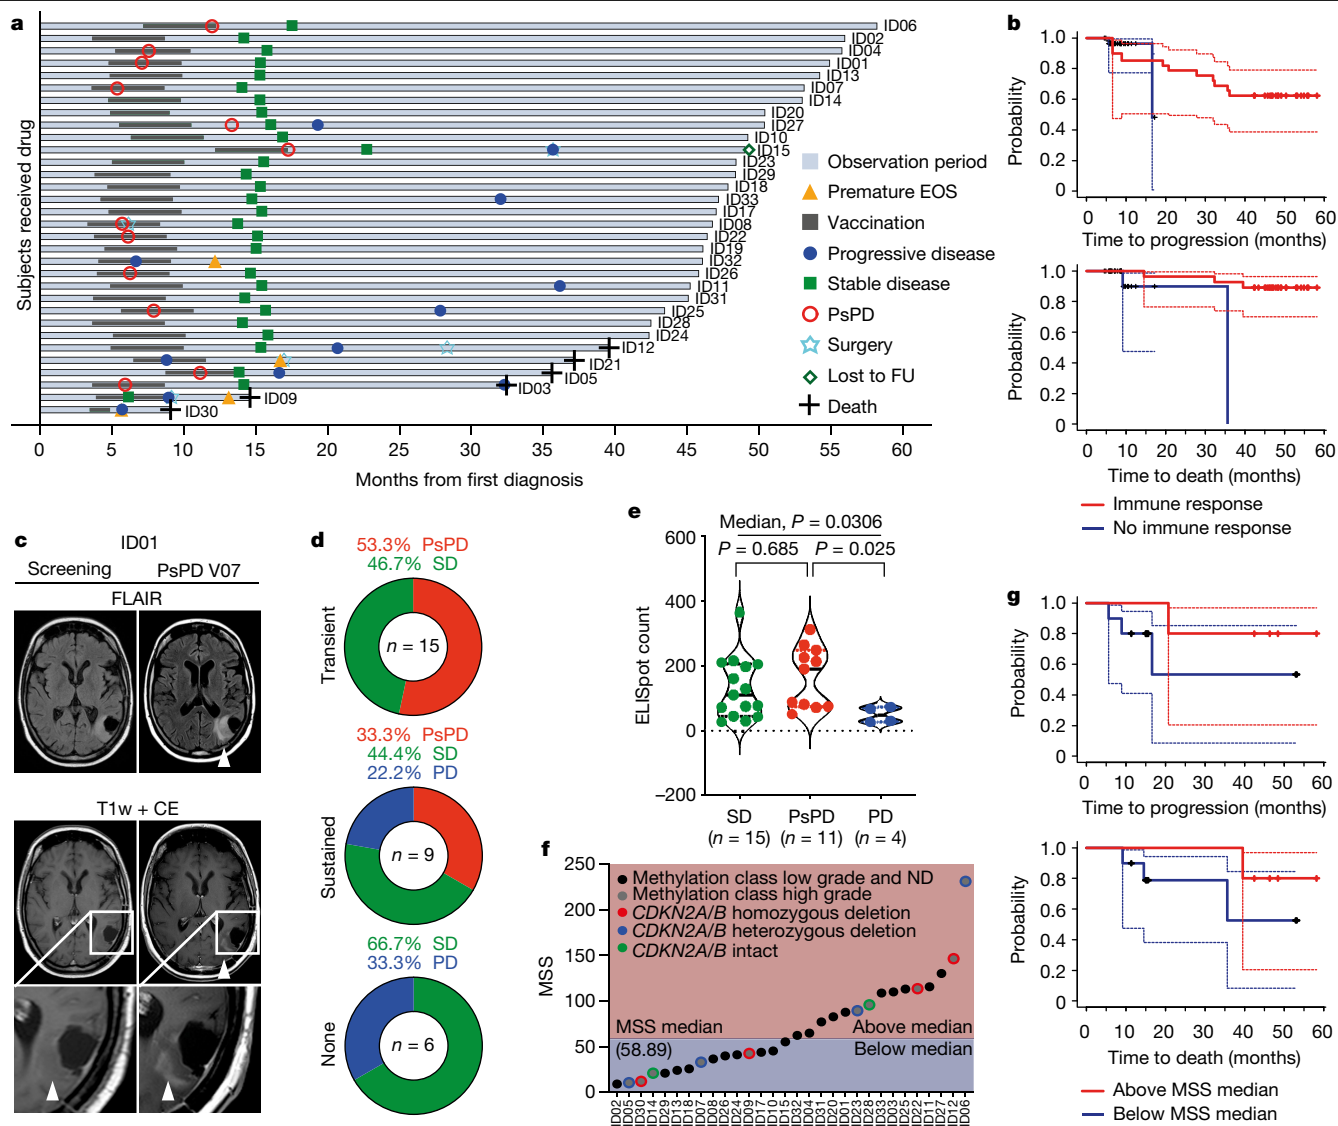 a
Subjects received drug
ID06
ID02
ID04
ID01
ID13
ID07
ID14
ID20
ID27
ID10
ID15
ID23
ID29
ID18
ID33
ID17
ID08
ID22
ID19
ID32
ID26
ID11
ID31
ID25
ID28
ID24
ID12
ID21
ID05
ID03
ID09
ID30
Observation period
Premature EOS
Vaccination
Progressive disease
Stable disease
PsPD
Surgery
Lost to FU
Death
0 5 10 15 20 25 30 35 40 45 50 55 60
Months from first diagnosis
b
Probability
1.0
0.8
0.6
0.4
0.2
0
0 10 20 30 40 50 60
Time to progression (months)
Probability
1.0
0.8
0.6
0.4
0.2
0
0 10 20 30 40 50 60
Time to death (months)
Immune response
No immune response
c
ID01
Screening PsPD V07
FLAIR
T1w + CE
d
53.3% PsPD
46.7% SD
Transient
n = 15
33.3% PsPD
44.4% SD
22.2% PD
Sustained
n = 9
66.7% SD
33.3% PD
None
n = 6
e
Median, P = 0.0306
P = 0.685 P = 0.025
ELISpot count
600
400
200
0
−200
SD PsPD PD
(n = 15) (n = 11) (n = 4)
f
MSS
250
200
150
100
50
0
Methylation class low grade and ND
Methylation class high grade
CDKN2A/B homozygous deletion
CDKN2A/B heterozygous deletion
CDKN2A/B intact
MSS median
(58.89)
Above median
Below median
ID02 ID05 ID30 ID14 ID29 ID13 ID18 ID07 ID08 ID26 ID24 ID09 ID17 ID10 ID15 ID32 ID04 ID31 ID20 ID01 ID23 ID28 ID33 ID03 ID25 ID22 ID11 ID27 ID12 ID06
g
Probability
1.0
0.8
0.6
0.4
0.2
0
0 10 20 30 40 50 60
Time to progression (months)
Probability
1.0
0.8
0.6
0.4
0.2
0
0 10 20 30 40 50 60
Time to death (months)
Above MSS median
Below MSS median